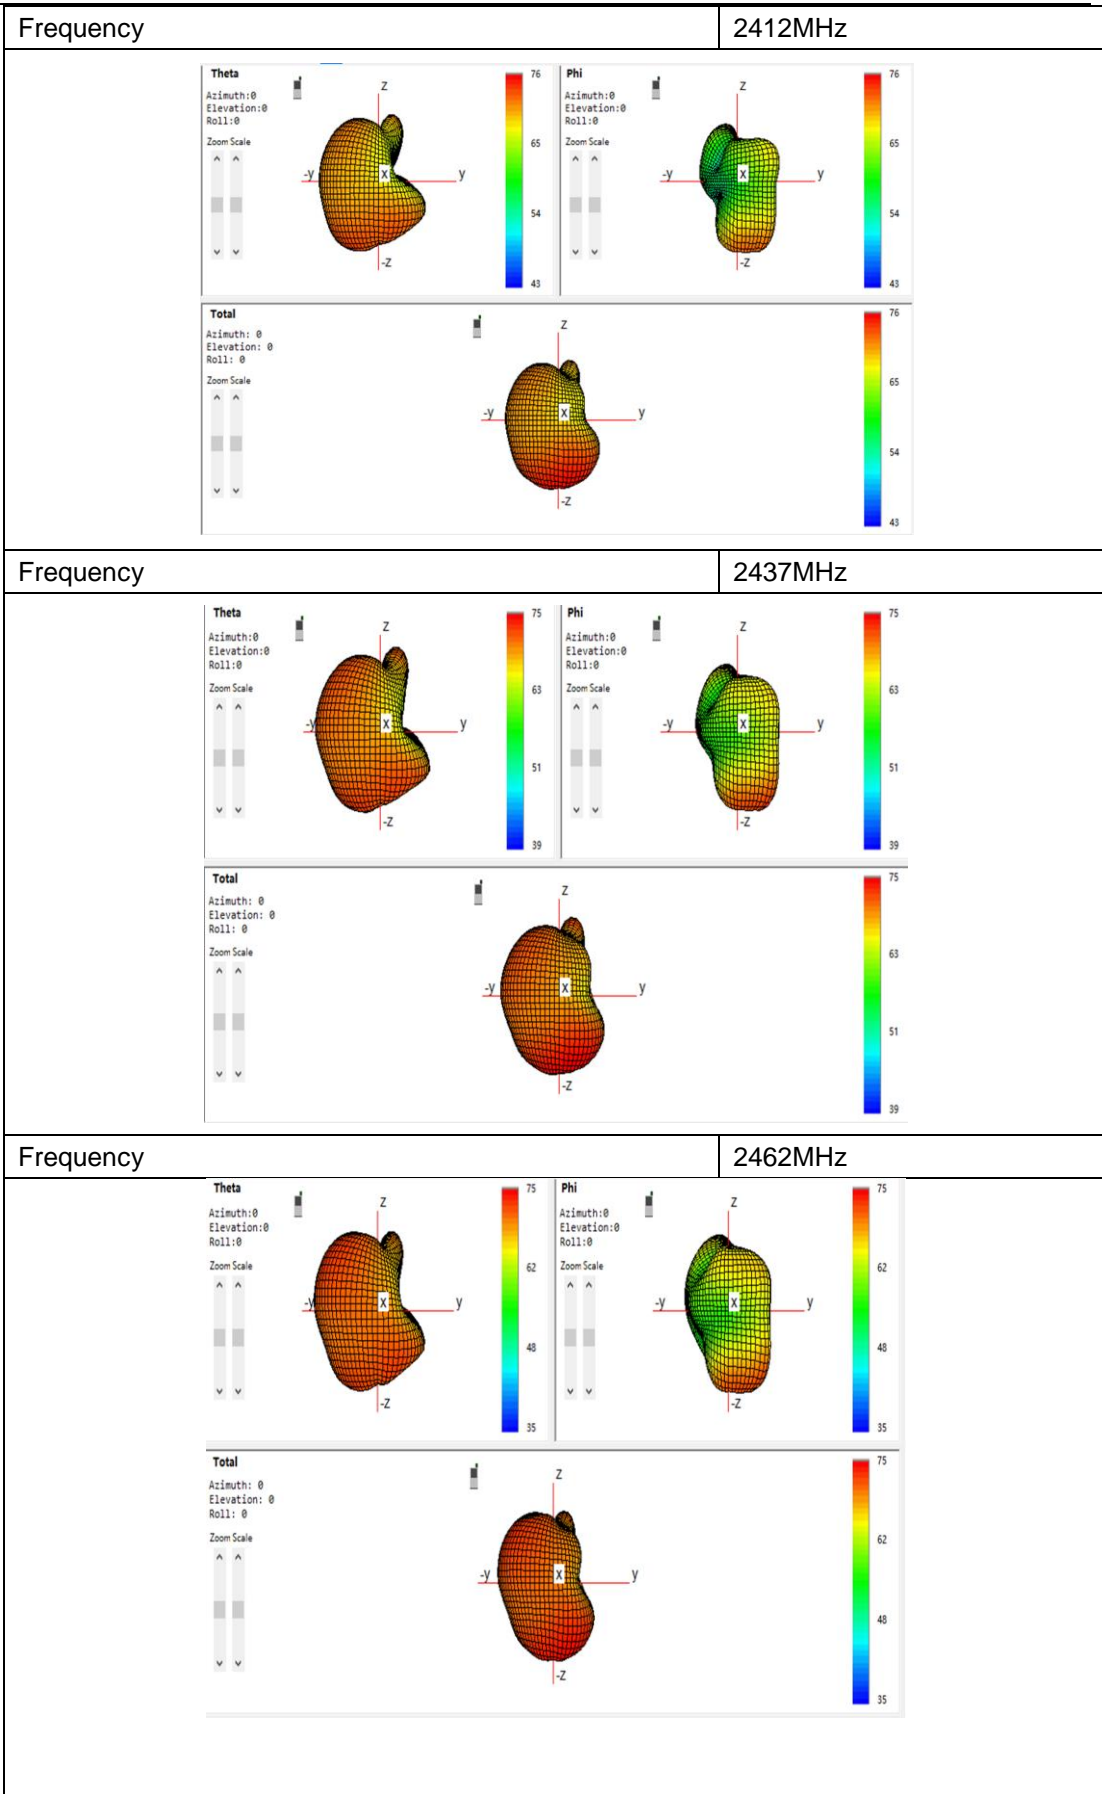 Frequency 2412MHz
Theta
Azimuth:0
Elevation:0
Roll:0
Zoom Scale
z
-y X y
-z
76
65
54
43
Phi
Azimuth:0
Elevation:0
Roll:0
Zoom Scale
z
-y X y
-z
76
65
54
43
Total
Azimuth: 0
Elevation: 0
Roll: 0
Zoom Scale
z
-y X y
-z
76
65
54
43
Frequency 2437MHz
Theta
Azimuth:0
Elevation:0
Roll:0
Zoom Scale
z
-y X y
-z
75
63
51
39
Phi
Azimuth:0
Elevation:0
Roll:0
Zoom Scale
z
-y X y
-z
75
63
51
39
Total
Azimuth: 0
Elevation: 0
Roll: 0
Zoom Scale
z
-y X y
-z
75
63
51
39
Frequency 2462MHz
Theta
Azimuth:0
Elevation:0
Roll:0
Zoom Scale
z
-y X y
-z
75
62
48
35
Phi
Azimuth:0
Elevation:0
Roll:0
Zoom Scale
z
-y X y
-z
75
62
48
35
Total
Azimuth: 0
Elevation: 0
Roll: 0
Zoom Scale
z
-y X y
-z
75
62
48
35